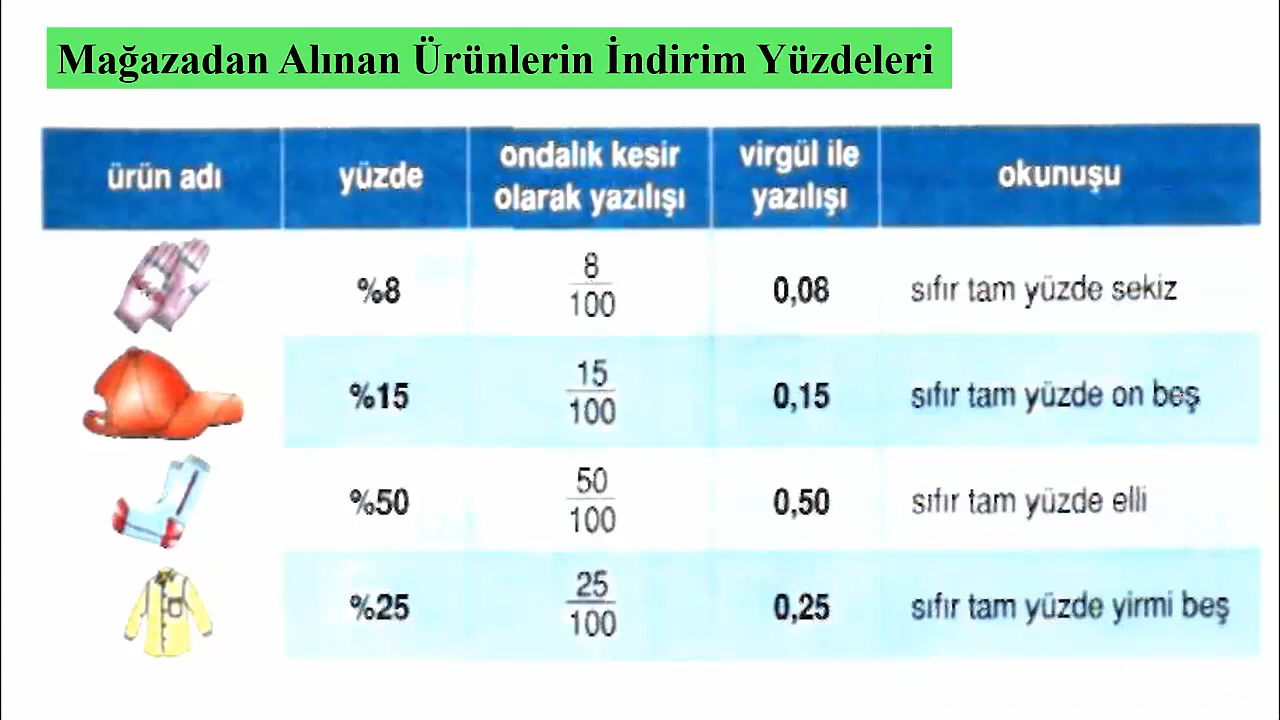 Mağazadan Alınan Ürünlerin İndirim Yüzdeleri
ürün adı yüzde ondalık kesir olarak yazılışı virgül ile yazılışı okunuşu
%8 8/100 0,08 sıfır tam yüzde sekiz
%15 15/100 0,15 sıfır tam yüzde on beş
%50 50/100 0,50 sıfır tam yüzde elli
%25 25/100 0,25 sıfır tam yüzde yirmi beş